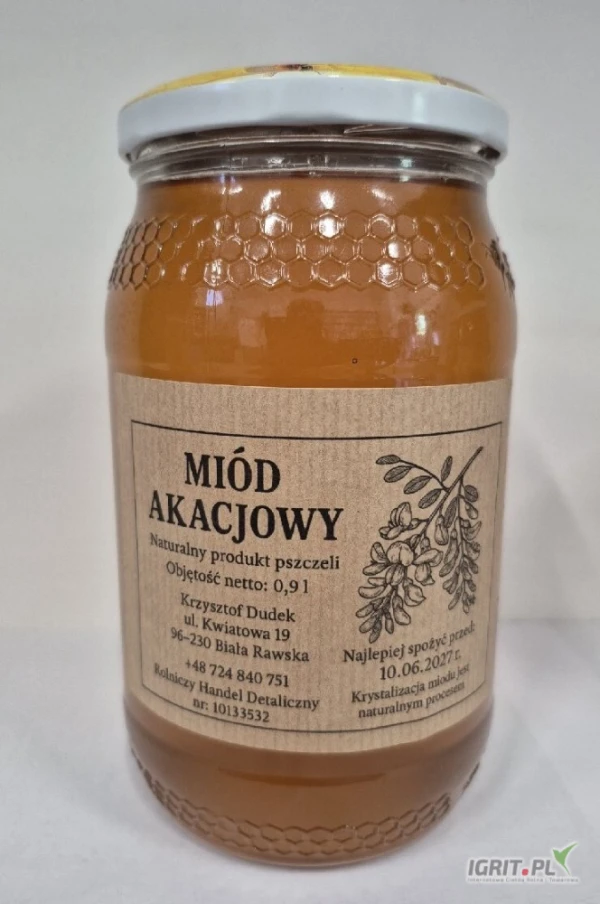 MIÓD
AKACJOWY
Naturalny produkt pszczeli
Objętość netto: 0,9 l
Krzysztof Dudek
ul. Kwiatowa 19
96-230 Biała Rawska
+48 724 840 751
Rolniczy Handel Detaliczny
nr: 10133532
Najlepiej spożyć przed:
10.06.2027 r.
Krystalizacja miodu jest
naturalnym procesem
IGRIT.PL